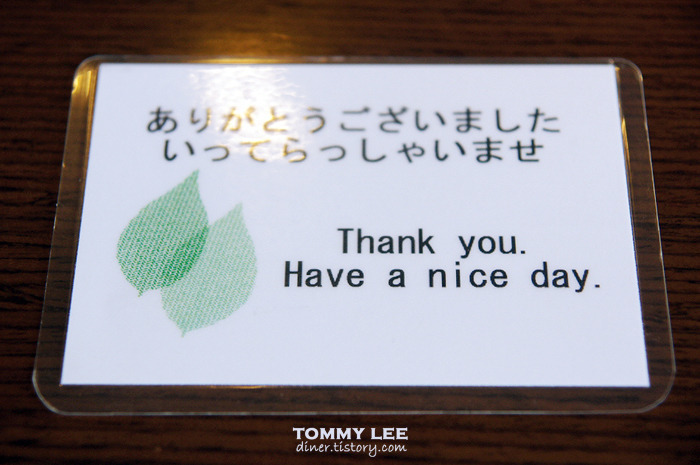 ありがとうございました
いってらっしゃいませ
Thank you.
Have a nice day.
TOMMY LEE
diner.tistory.com